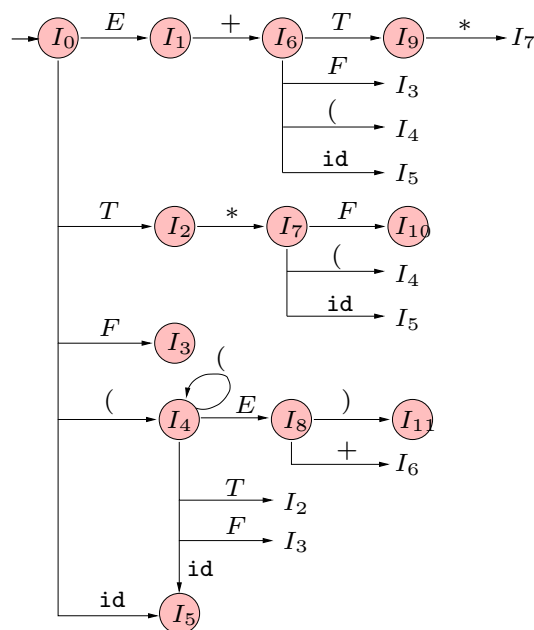 I0 E I1 + I6 T I9 * I7
F I3
( I4
id I5
T I2 * I7 F I10
( I4
id I5
F I3
(
( I4 E I8 ) I11
+ I6
T I2
F I3
id
id I5